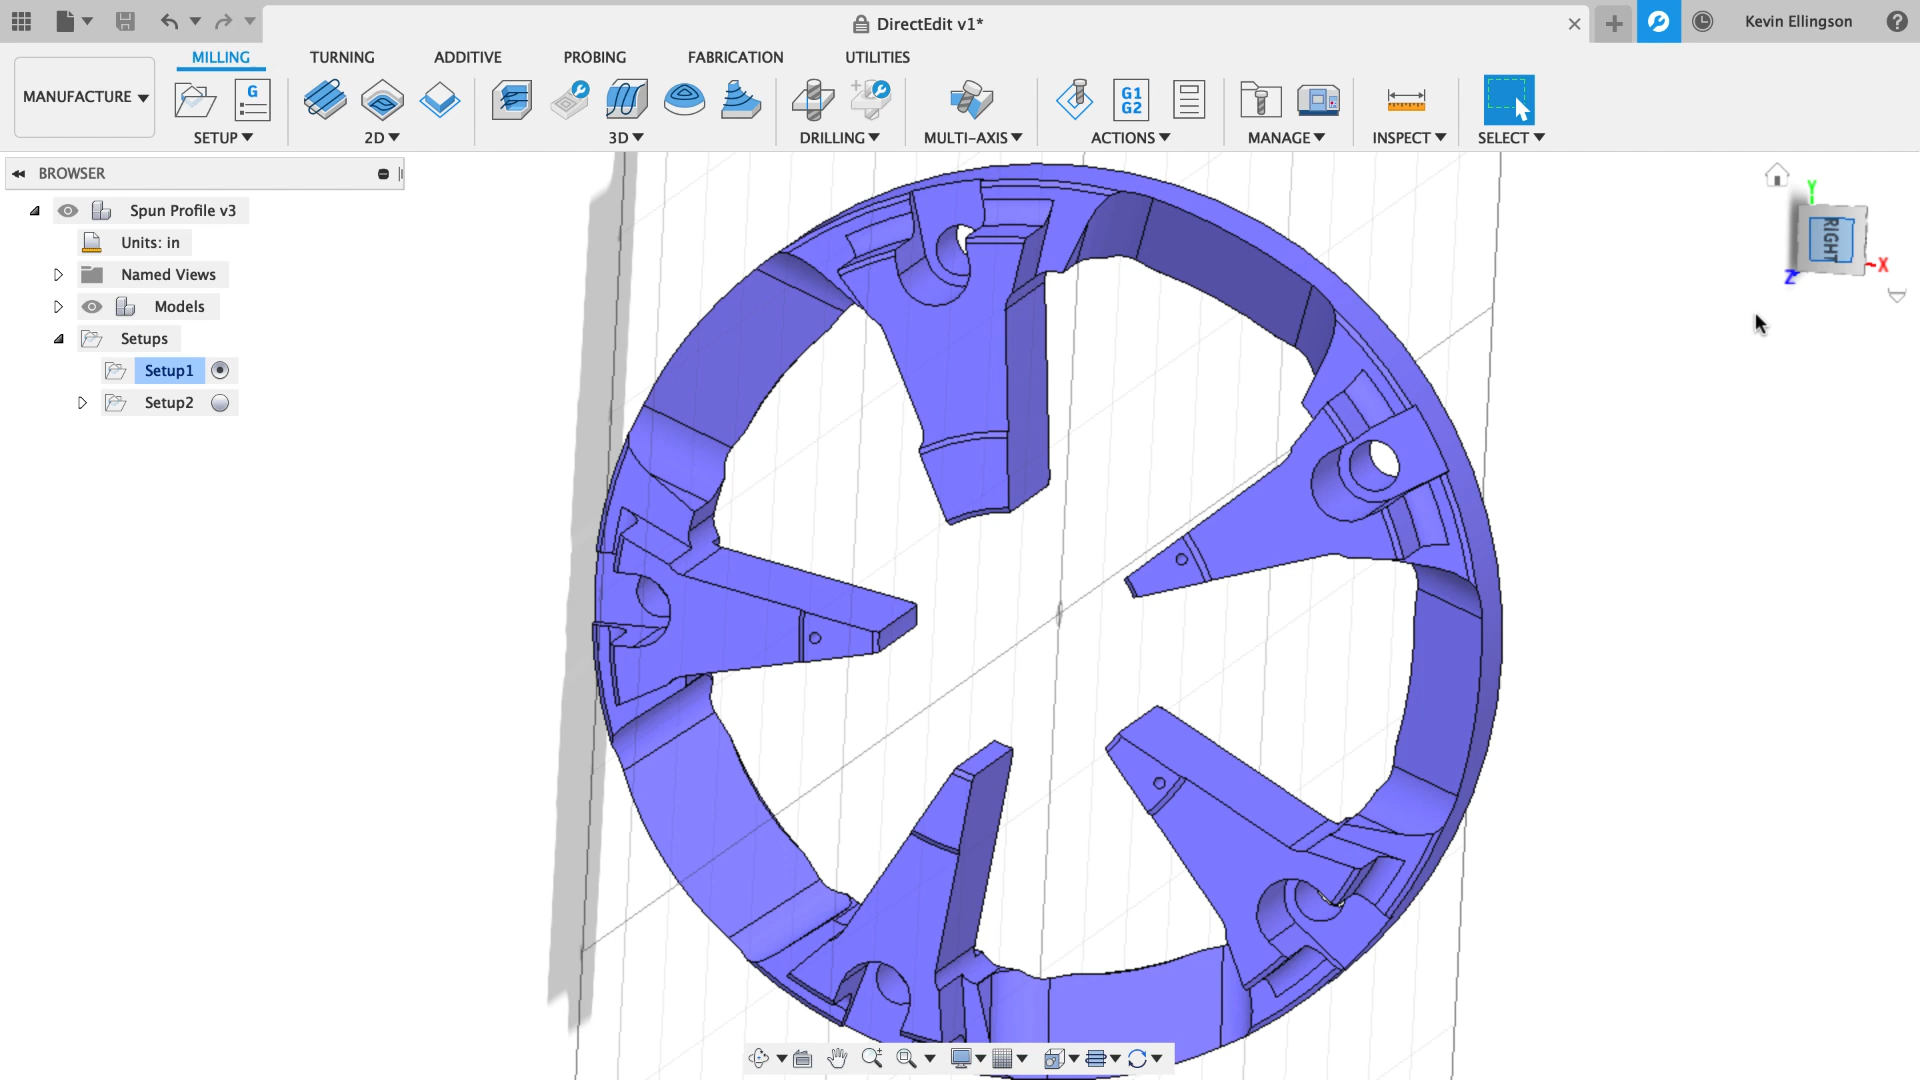 DirectEdit v1*
Kevin Ellingson
MILLING
TURNING
ADDITIVE
PROBING
FABRICATION
UTILITIES
MANUFACTURE
G
G1
G2
SETUP
2D
3D
DRILLING
MULTI-AXIS
ACTIONS
MANAGE
INSPECT
SELECT
BROWSER
Spun Profile v3
Units: in
Named Views
Models
Setups
Setup1
Setup2
Y
RIGHT
X
Z